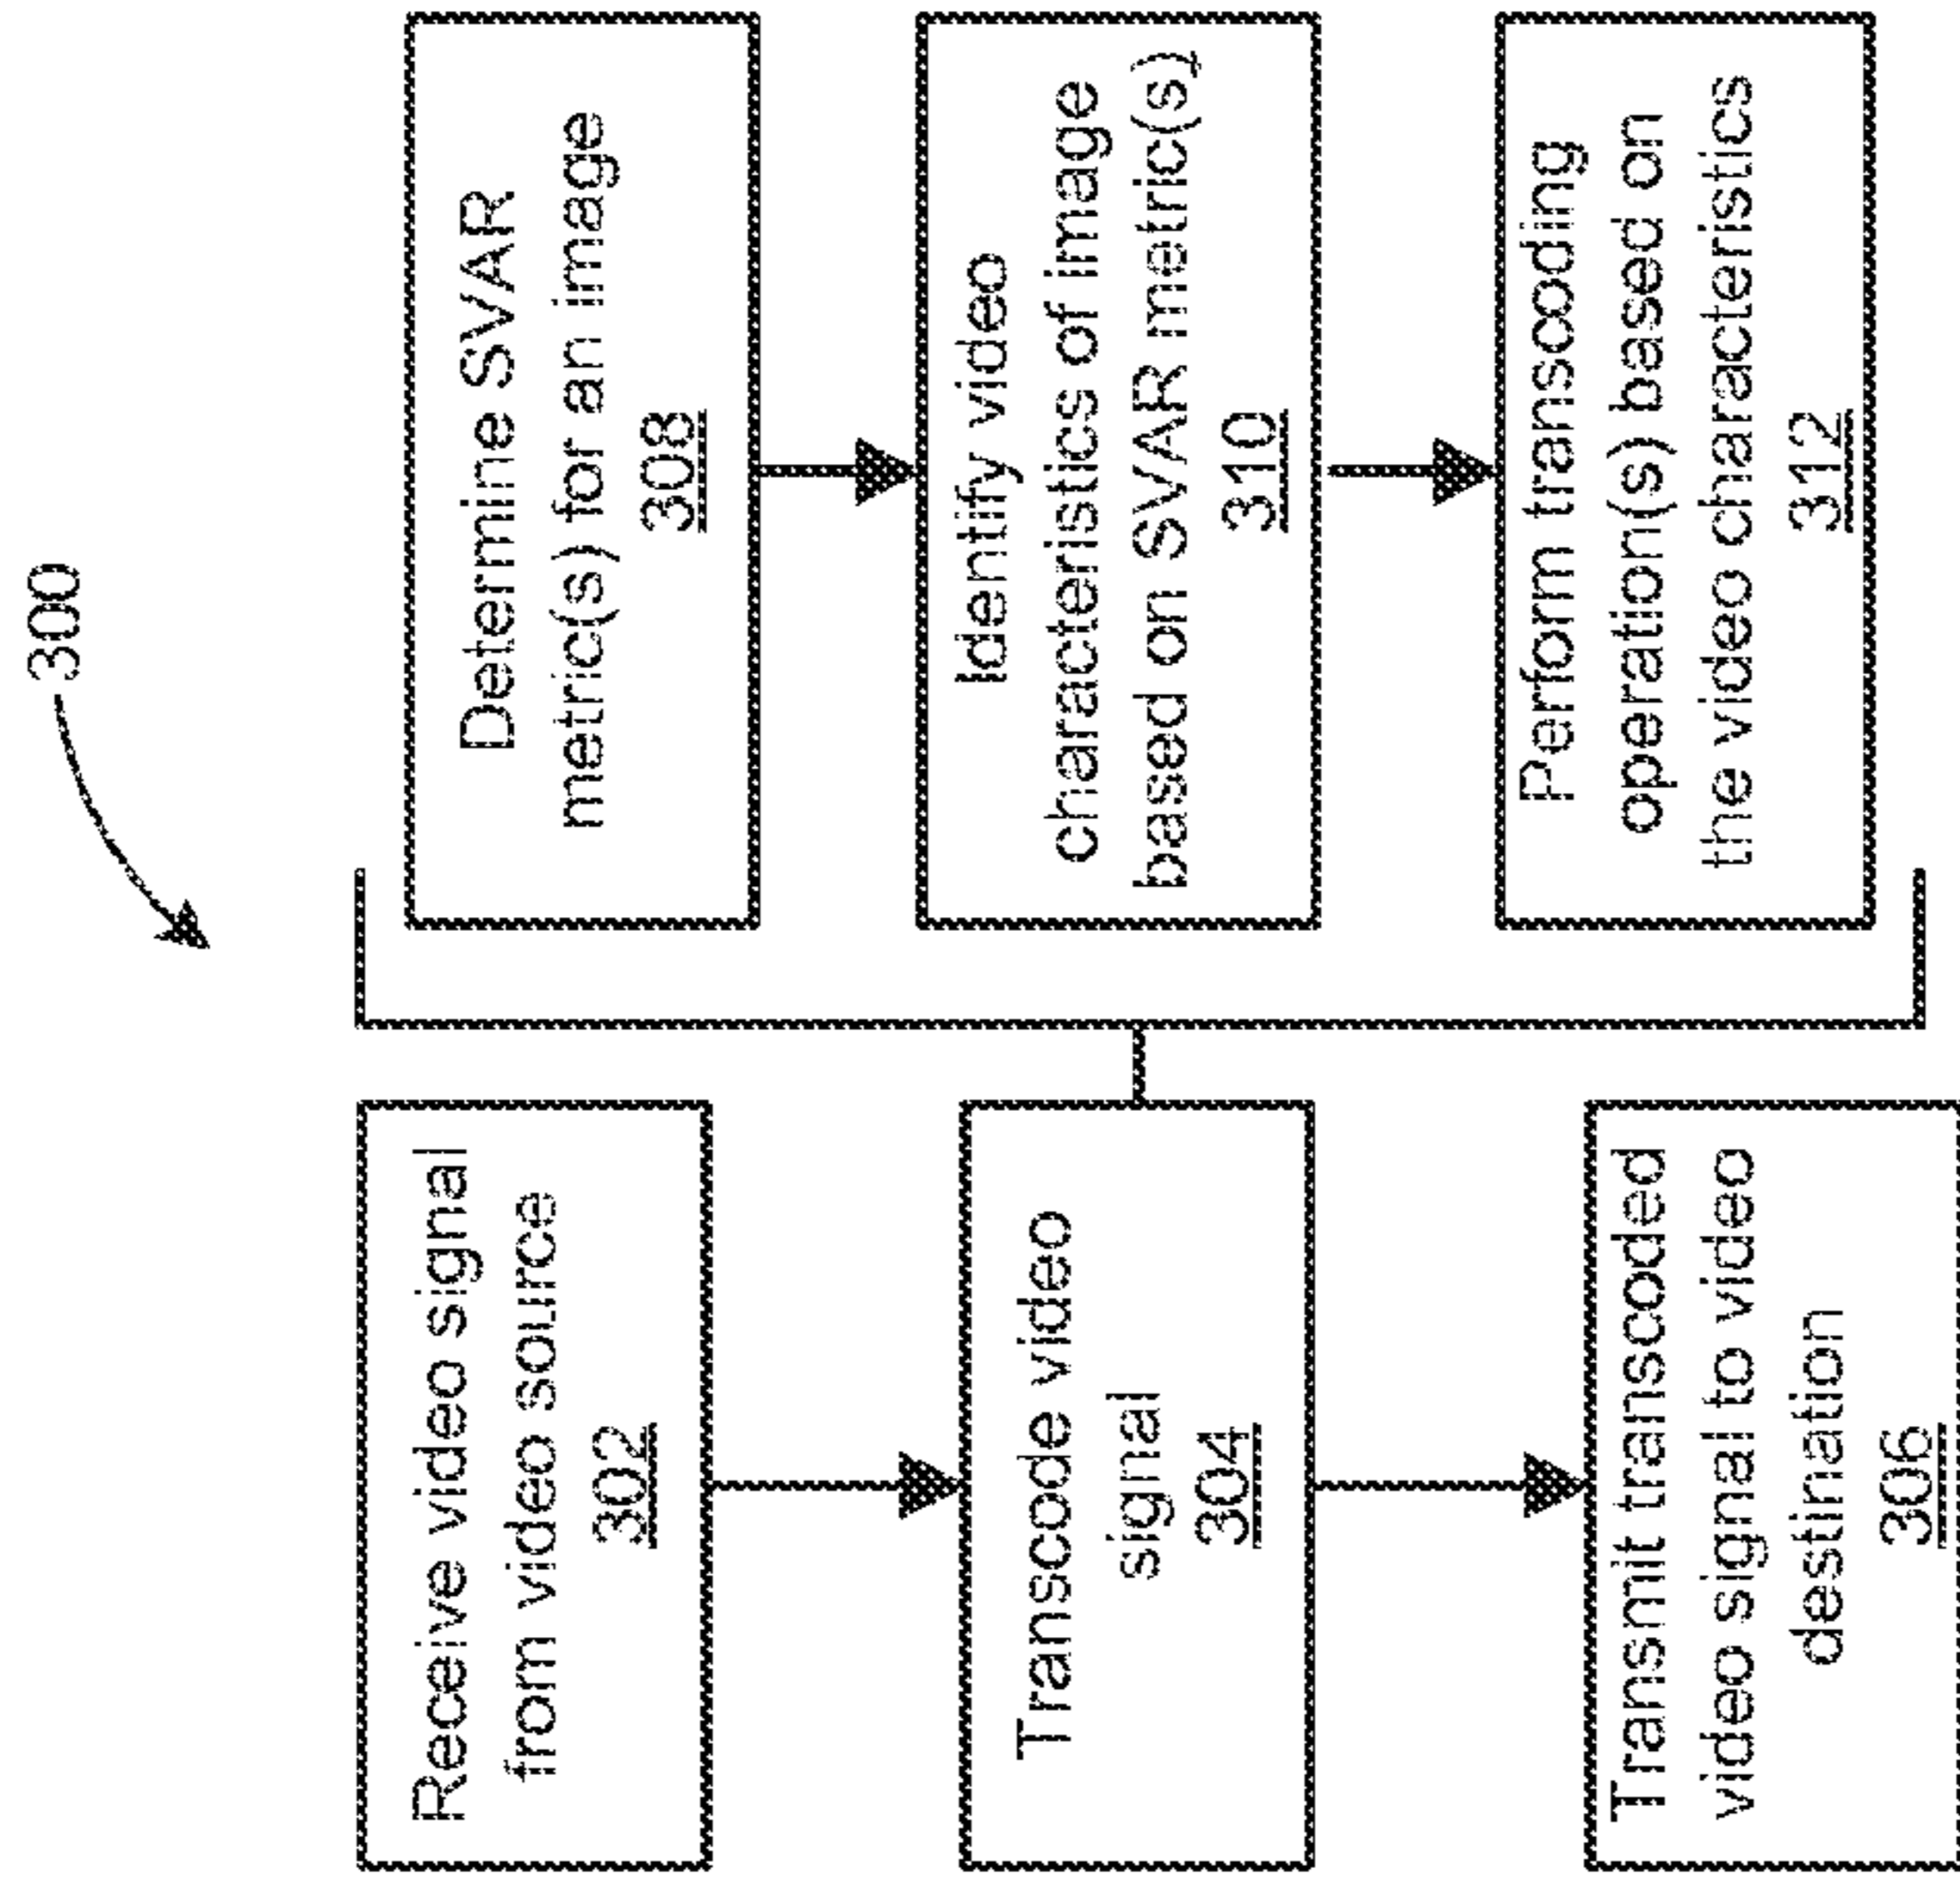 300
Receive video signal
from video source
302
Transcode video
signal
304
Transmit transcoded
video signal to video
destination
306
Determine SVAR
metric(s) for an image
308
Identify video
characteristics of image
based on SVAR metric(s)
310
Perform transcoding
operation(s) based on
the video characteristics
312